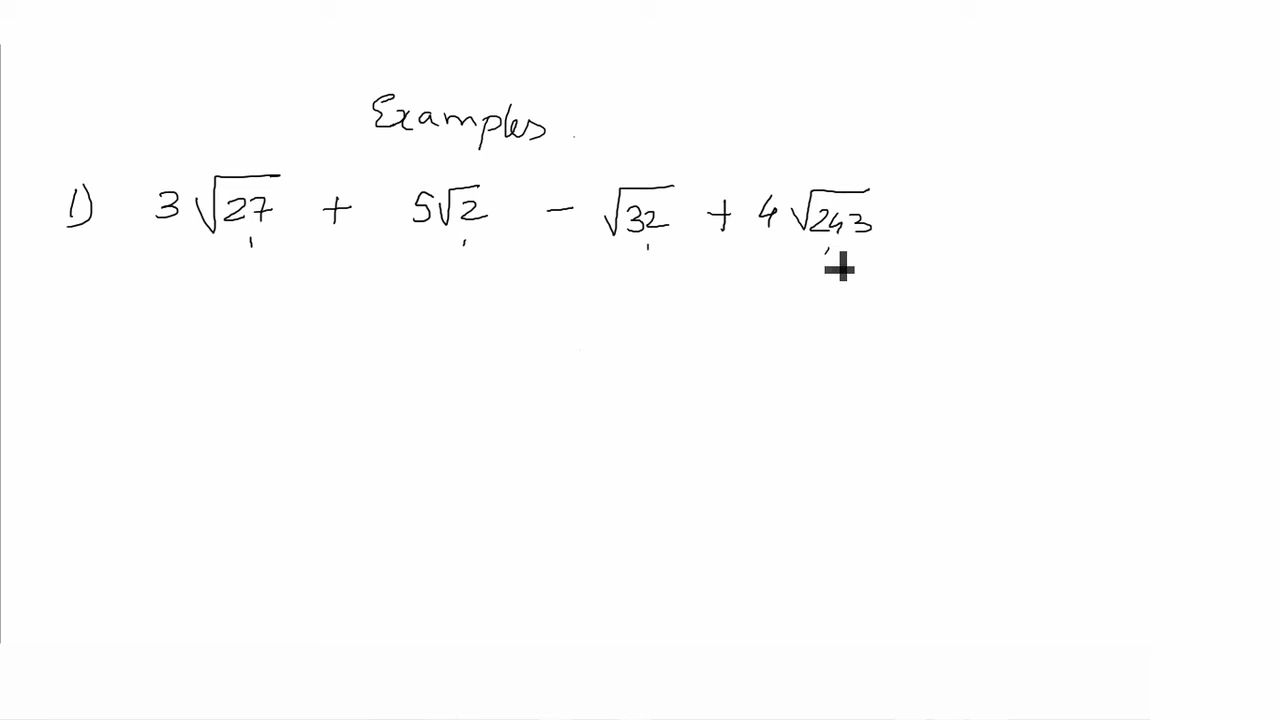 Examples
1) 3√27 + 5√2 - √32 + 4√243